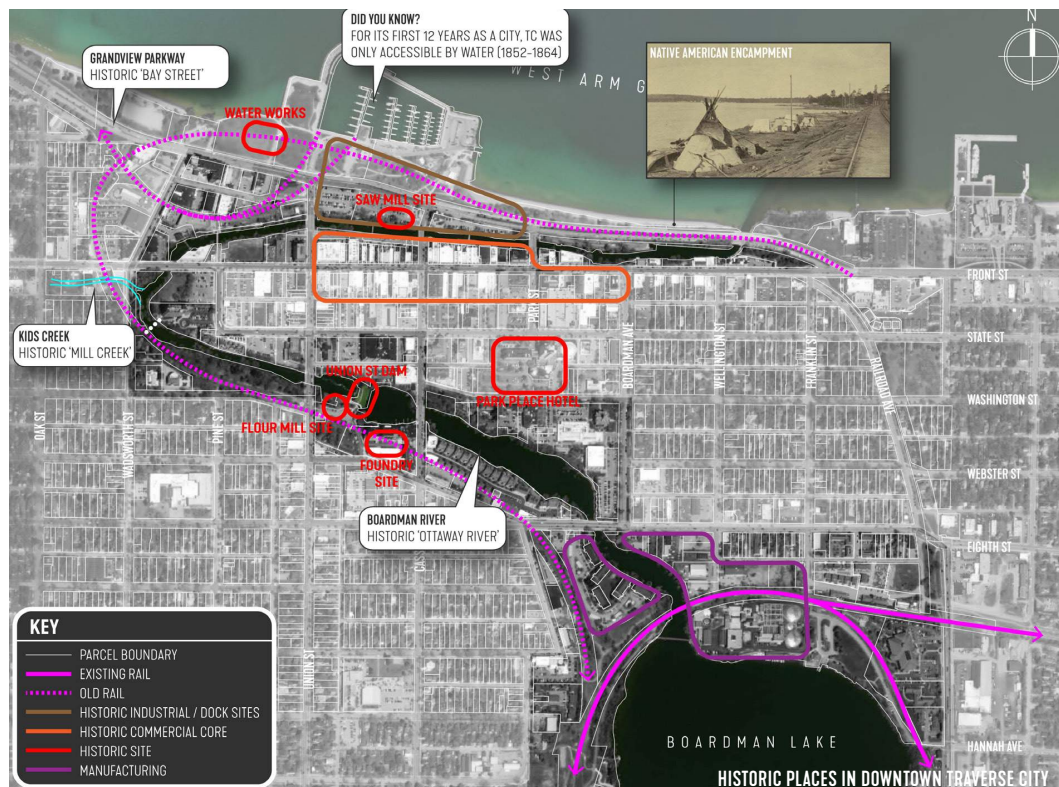 DID YOU KNOW?
FOR ITS FIRST 12 YEARS AS A CITY, TC WAS
ONLY ACCESSIBLE BY WATER (1852-1864)
N
GRANDVIEW PARKWAY
HISTORIC 'BAY STREET'
WEST ARM G
NATIVE AMERICAN ENCAMPMENT
WATER WORKS
SAW MILL SITE
FRONT ST
PARK ST
KIDS CREEK
HISTORIC 'MILL CREEK'
STATE ST
BOARDMAN AVE
WELLINGTON ST
FRANKLIN ST
RAILROAD AVE
UNION ST DAM
PARK PLACE HOTEL
WASHINGTON ST
OAK ST
WADSWORTH ST
PINE ST
FLOUR MILL SITE
FOUNDRY
SITE
WEBSTER ST
BOARDMAN RIVER
HISTORIC 'OTTAWAY RIVER'
EIGHTH ST
UNION ST
KEY
PARCEL BOUNDARY
EXISTING RAIL
OLD RAIL
HISTORIC INDUSTRIAL / DOCK SITES
HISTORIC COMMERCIAL CORE
HISTORIC SITE
MANUFACTURING
BOARDMAN LAKE
HANNAH AVE
HISTORIC PLACES IN DOWNTOWN TRAVERSE CITY